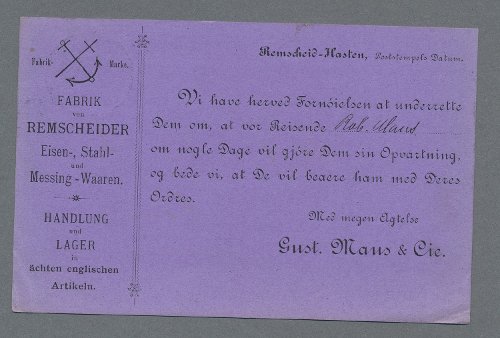 Fabrik- Marke.
FABRIK
von
REMSCHEIDER
Eisen-, Stahl-
und
Messing-Waaren.
HANDLUNG
und
LAGER
in
ächten englischen
Artikeln.
Remscheid-Hasten, Poststempels Datum.
Vi have herved Fornöielsen at underrette
Dem om, at vor Reisende Rob. Maus
om nogle Dage vil gjöre Dem sin Opvartning,
og bede vi, at De vil beaere ham med Deres
Ordres.
Med megen Agtelse
Gust. Maus & Cie.